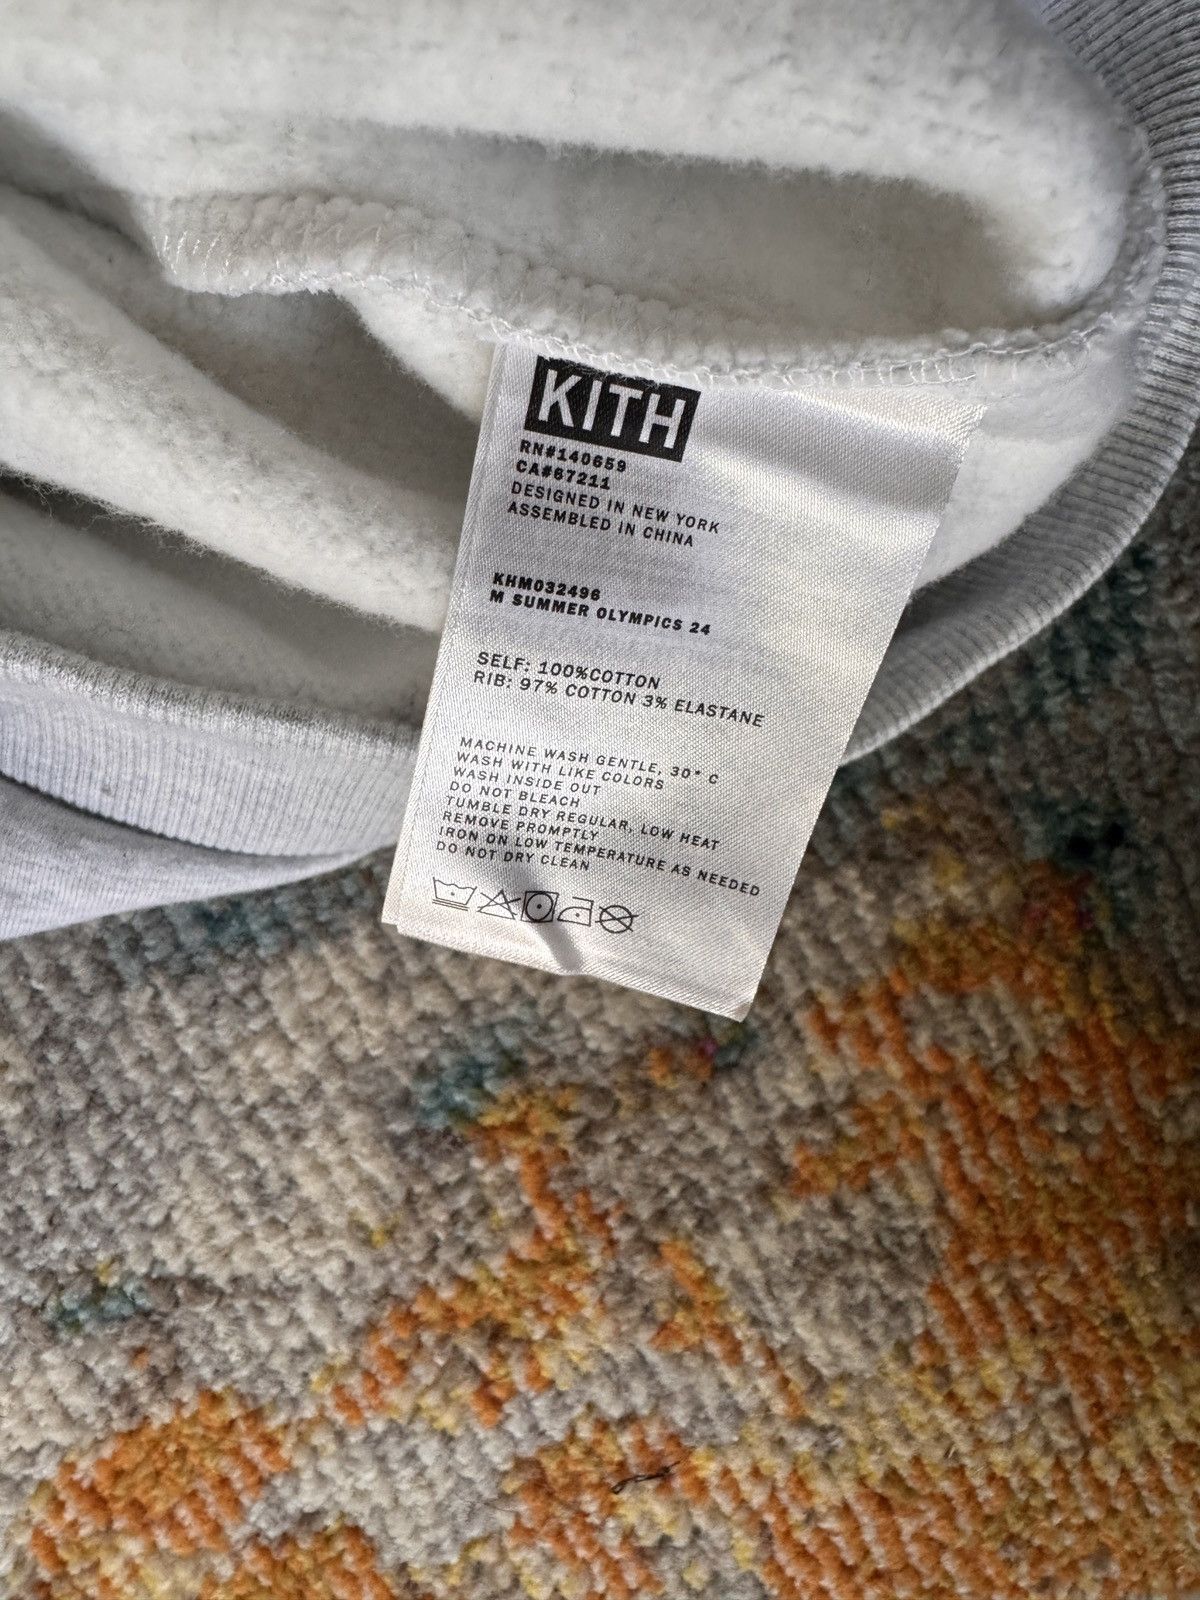 KITH
RN#140659
CA#67211
DESIGNED IN NEW YORK
ASSEMBLED IN CHINA
KHM032496
M SUMMER OLYMPICS 24
SELF: 100%COTTON
RIB: 97% COTTON 3% ELASTANE
MACHINE WASH GENTLE, 30° C
WASH WITH LIKE COLORS
WASH INSIDE OUT
DO NOT BLEACH
TUMBLE DRY REGULAR, LOW HEAT
REMOVE PROMPTLY
IRON ON LOW TEMPERATURE AS NEEDED
DO NOT DRY CLEAN